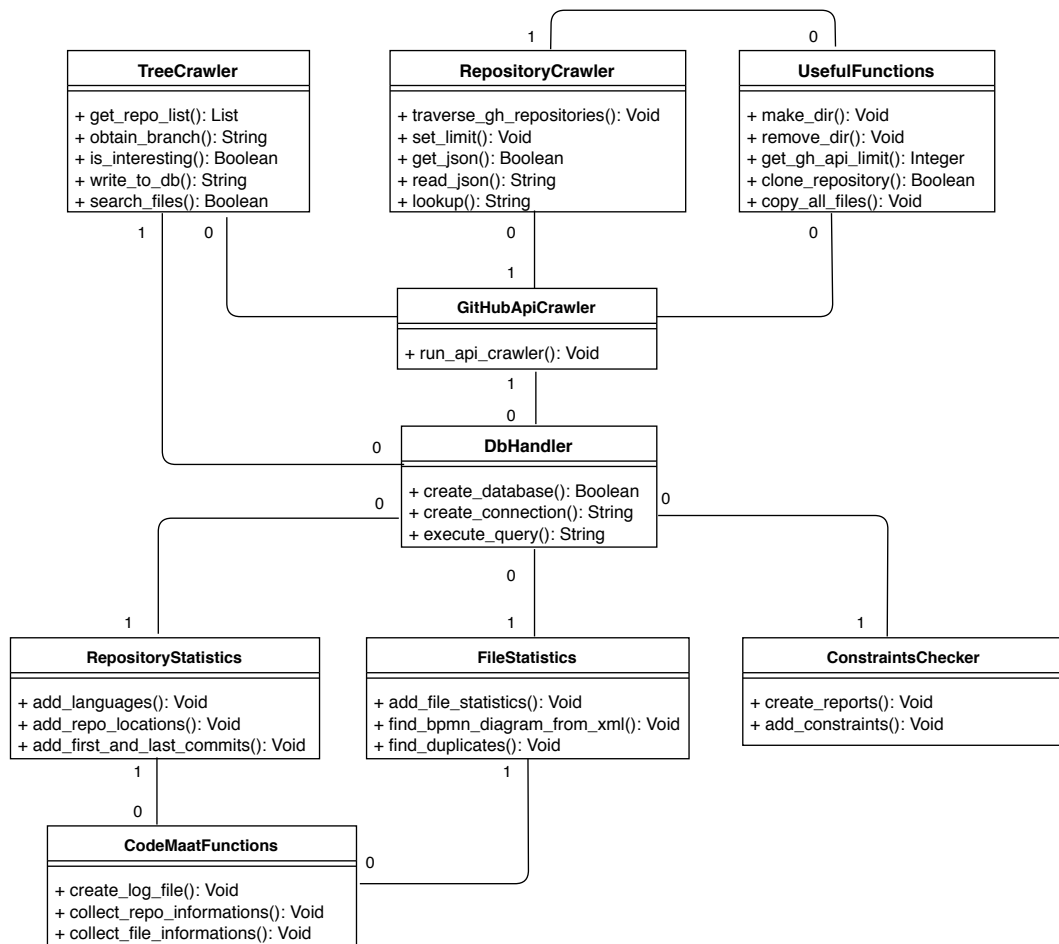 1
0
TreeCrawler
+ get_repo_list(): List
+ obtain_branch(): String
+ is_interesting(): Boolean
+ write_to_db(): String
+ search_files(): Boolean
RepositoryCrawler
+ traverse_gh_repositories(): Void
+ set_limit(): Void
+ get_json(): Boolean
+ read_json(): String
+ lookup(): String
UsefulFunctions
+ make_dir(): Void
+ remove_dir(): Void
+ get_gh_api_limit(): Integer
+ clone_repository(): Boolean
+ copy_all_files(): Void
1
0
0
0
1
GitHubApiCrawler
+ run_api_crawler(): Void
1
0
0
DbHandler
+ create_database(): Boolean
+ create_connection(): String
+ execute_query(): String
0
0
0
1
1
1
RepositoryStatistics
+ add_languages(): Void
+ add_repo_locations(): Void
+ add_first_and_last_commits(): Void
FileStatistics
+ add_file_statistics(): Void
+ find_bpmn_diagram_from_xml(): Void
+ find_duplicates(): Void
ConstraintsChecker
+ create_reports(): Void
+ add_constraints(): Void
1
1
0
0
CodeMaatFunctions
+ create_log_file(): Void
+ collect_repo_informations(): Void
+ collect_file_informations(): Void